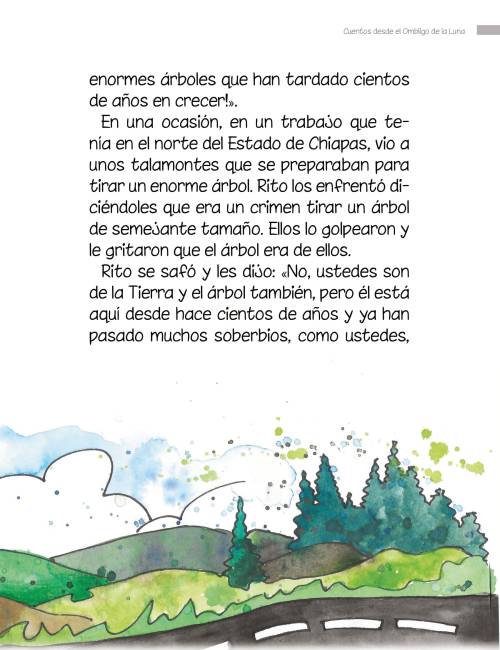 Cuentos desde el Ombligo de la Luna
enormes árboles que han tardado cientos
de años en crecer!».
En una ocasión, en un trabajo que te-
nía en el norte del Estado de Chiapas, vio a
unos talamontes que se preparaban para
tirar un enorme árbol. Rito los enfrentó di-
ciéndoles que era un crimen tirar un árbol
de semejante tamaño. Ellos lo golpearon y
le gritaron que el árbol era de ellos.
Rito se safó y les dijo: «No, ustedes son
de la Tierra y el árbol también, pero él está
aquí desde hace cientos de años y ya han
pasado muchos soberbios, como ustedes,